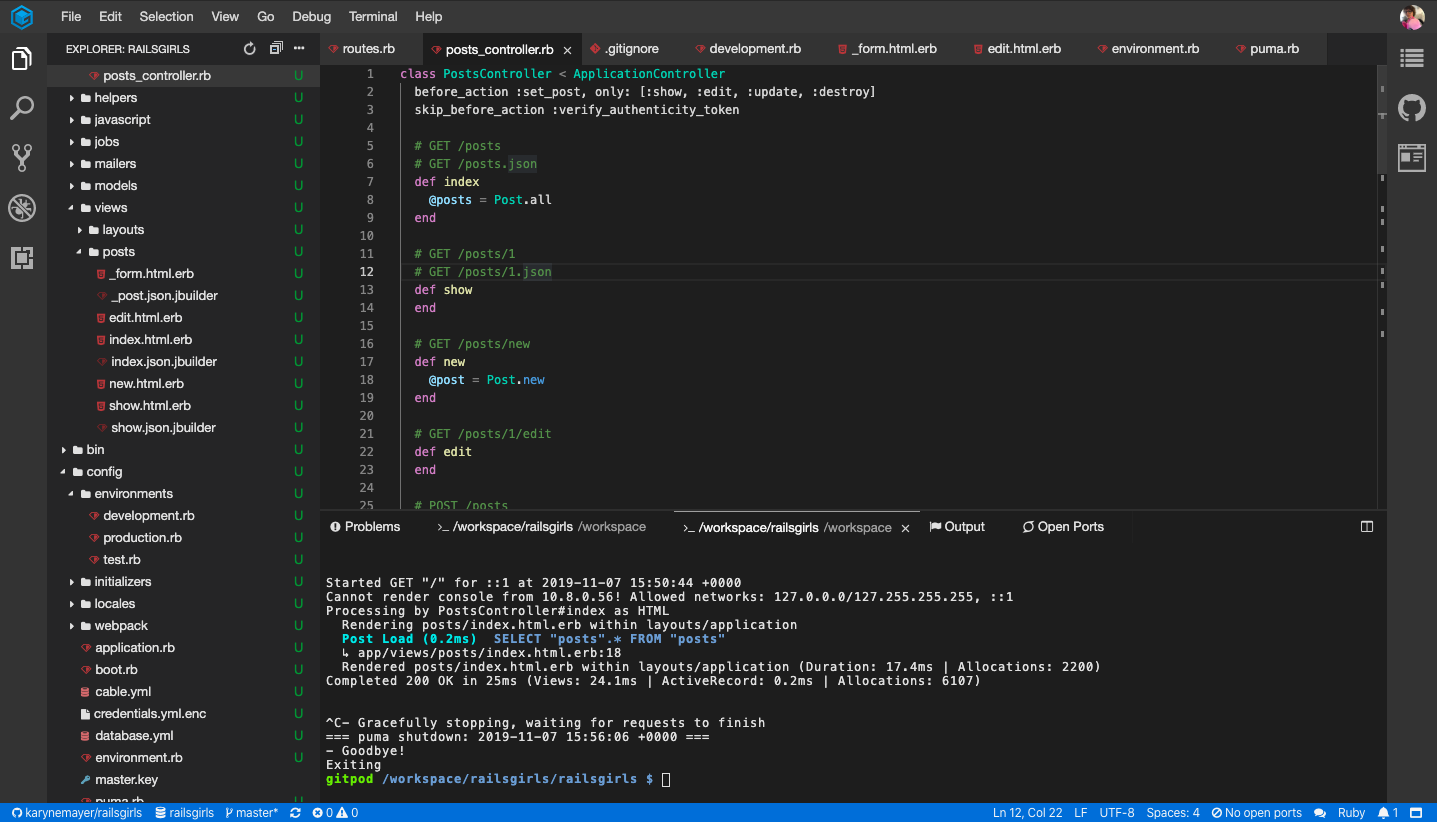 File Edit Selection View Go Debug Terminal Help
EXPLORER: RAILSGIRLS
routes.rb posts_controller.rb .gitignore development.rb _form.html.erb edit.html.erb environment.rb puma.rb
posts_controller.rb U
helpers U
javascript U
jobs U
mailers U
models U
views U
layouts U
posts U
_form.html.erb U
_post.json.jbuilder U
edit.html.erb U
index.html.erb U
index.json.jbuilder U
new.html.erb U
show.html.erb U
show.json.jbuilder U
bin U
config U
environments U
development.rb U
production.rb U
test.rb U
initializers U
locales U
webpack U
application.rb U
boot.rb U
cable.yml U
credentials.yml.enc U
database.yml U
environment.rb U
master.key
puma.rb U
1 class PostsController < ApplicationController
2 before_action :set_post, only: [:show, :edit, :update, :destroy]
3 skip_before_action :verify_authenticity_token
4
5 # GET /posts
6 # GET /posts.json
7 def index
8 @posts = Post.all
9 end
10
11 # GET /posts/1
12 # GET /posts/1.json
13 def show
14 end
15
16 # GET /posts/new
17 def new
18 @post = Post.new
19 end
20
21 # GET /posts/1/edit
22 def edit
23 end
24
25 # POST /posts
Problems >_ /workspace/railsgirls /workspace >_ /workspace/railsgirls /workspace Output Open Ports
Started GET "/" for ::1 at 2019-11-07 15:50:44 +0000
Cannot render console from 10.8.0.56! Allowed networks: 127.0.0.0/127.255.255.255, ::1
Processing by PostsController#index as HTML
Rendering posts/index.html.erb within layouts/application
Post Load (0.2ms) SELECT "posts".* FROM "posts"
↳ app/views/posts/index.html.erb:18
Rendered posts/index.html.erb within layouts/application (Duration: 17.4ms | Allocations: 2200)
Completed 200 OK in 25ms (Views: 24.1ms | ActiveRecord: 0.2ms | Allocations: 6107)
^C- Gracefully stopping, waiting for requests to finish
=== puma shutdown: 2019-11-07 15:56:06 +0000 ===
- Goodbye!
Exiting
gitpod /workspace/railsgirls/railsgirls $
karynemayer/railsgirls railsgirls master* 0 0 Ln 12, Col 22 LF UTF-8 Spaces: 4 No open ports Ruby 1